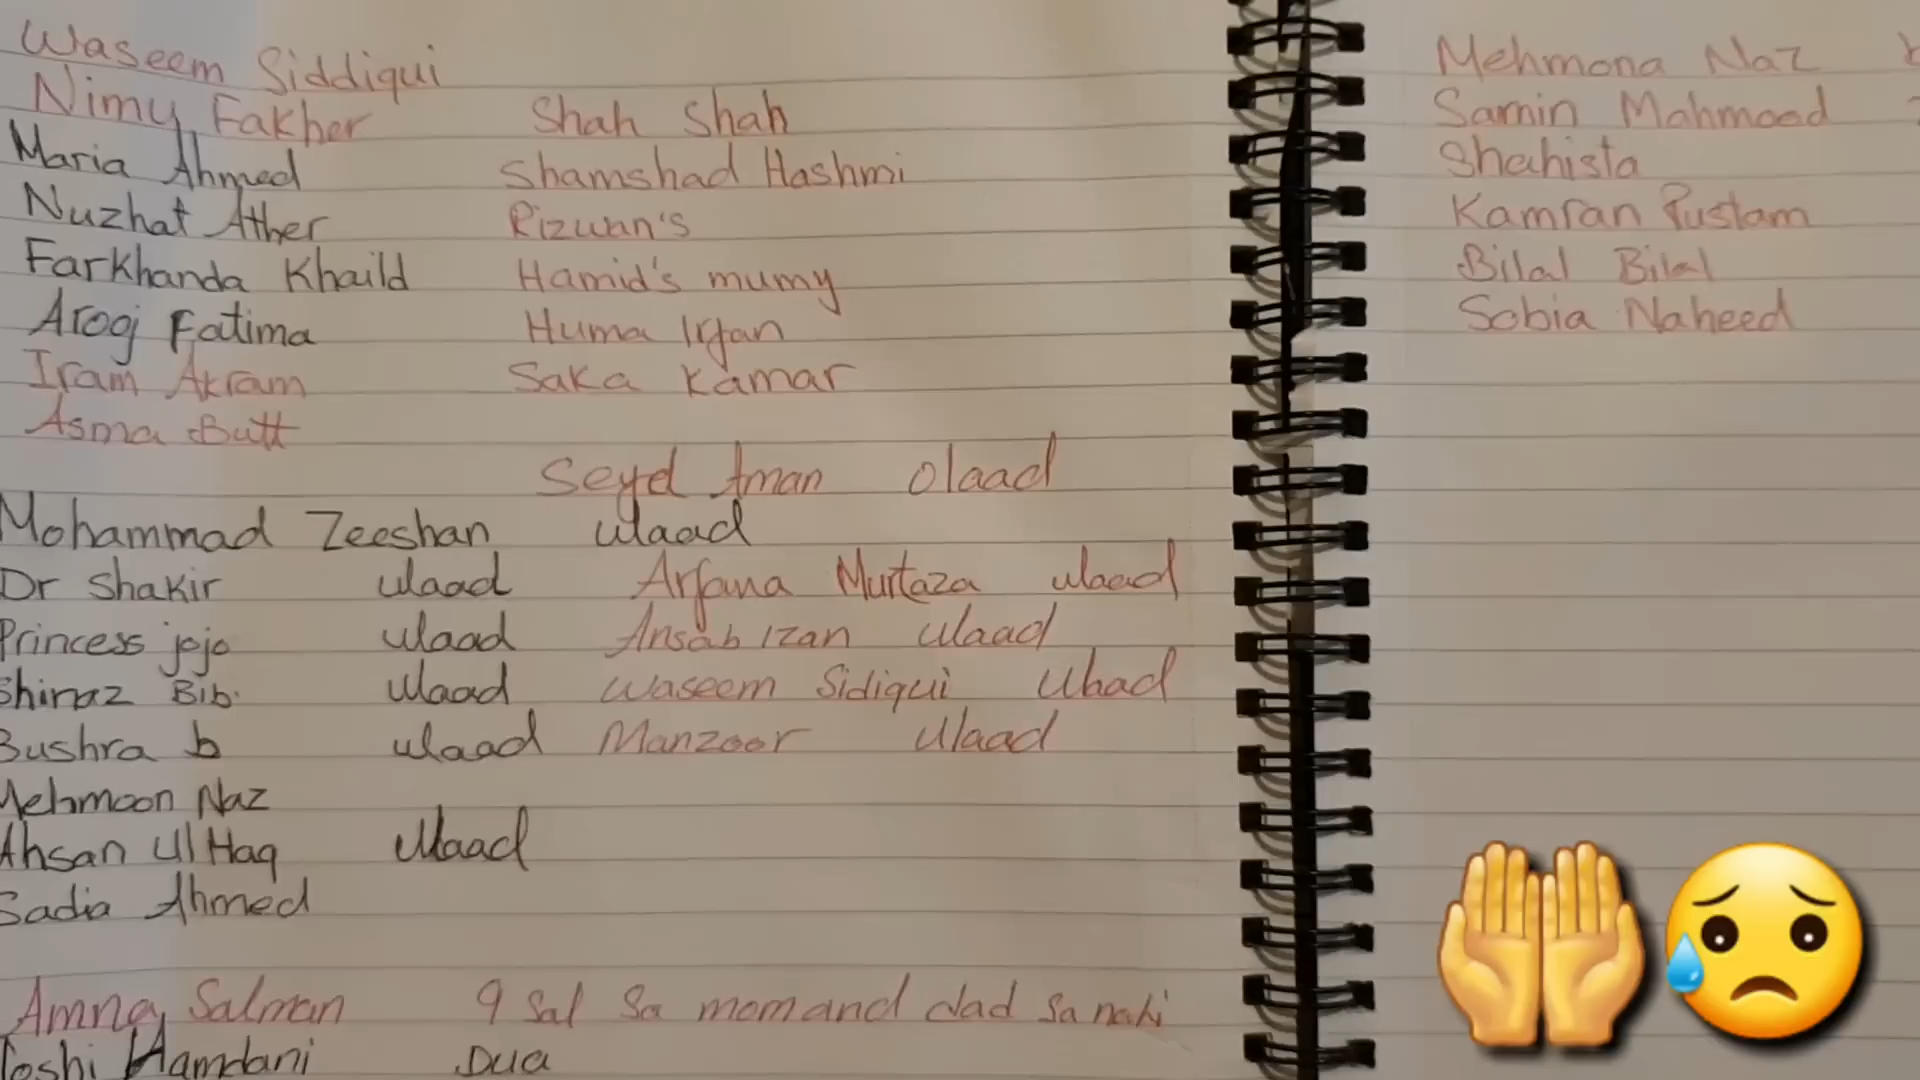 Waseem Siddiqui
Nimy Fakher Shah Shah
Maria Ahmed Shamshad Hashmi
Nuzhat Ather Rizwan's
Farkhanda Khaild Hamid's mumy
Arooj Fatima Huma Irfan
Iram Akram Saka Kamar
Asma Butt
Seyd Aman Olaad
Mohammad Zeeshan ulaad
Dr Shakir ulaad Arfana Murtaza ulaad
Princess jojo ulaad Ansab Izan Ulaad
Shiraz Bib. Ulaad Waseem Sidiqui Ulaad
Bushra b ulaad Manzoor Ulaad
Mehmoon Naz
Ahsan Ul Haq Ulaad
Sadia Ahmed
Amna Salman 9 Sal Sa mom and dad Sa nahi
Hamdani Dua
Mehmona Naz
Samin Mahmood
Shahista
Kamran Rustam
Bilal Bilal
Sobia Naheed